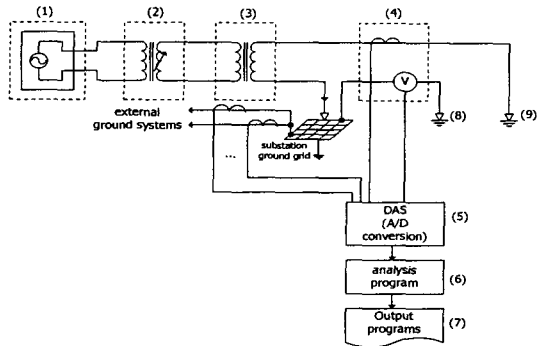 (1)
(2)
(3)
(4)
V
external
ground systems
...
substation
ground grid
(8)
(9)
DAS
(A/D
conversion)
(5)
analysis
program
(6)
Output
programs
(7)